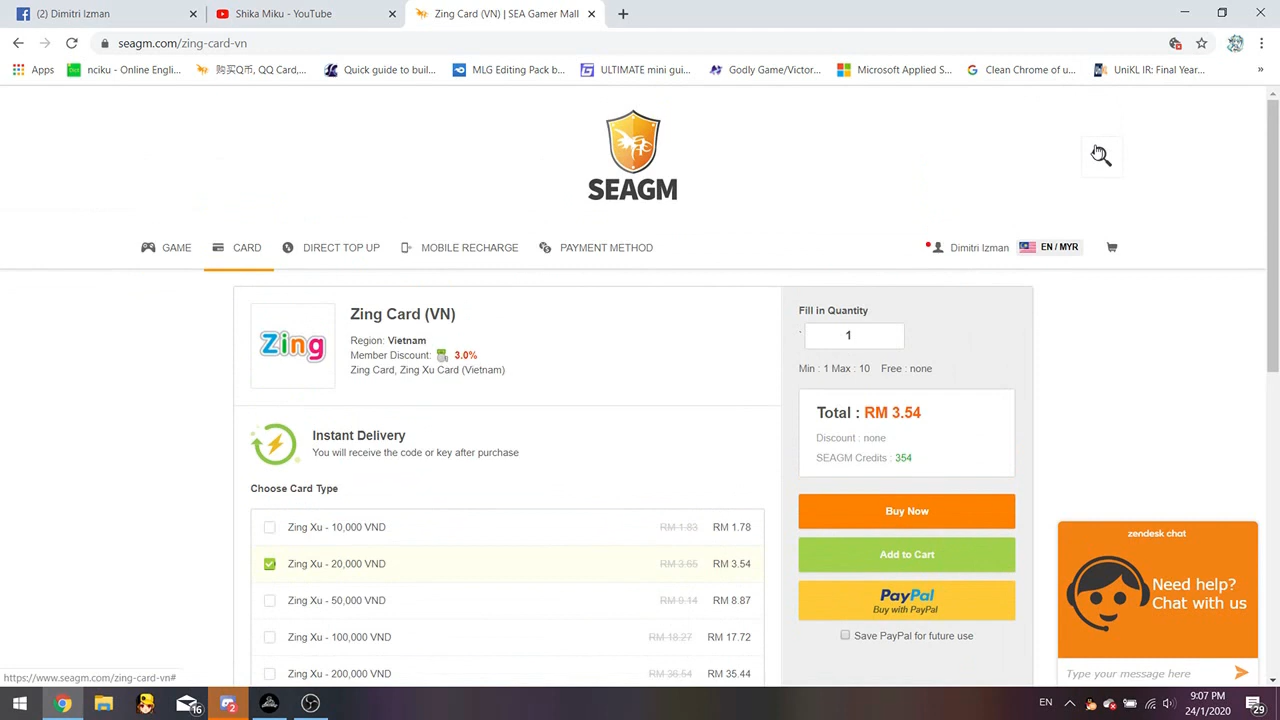 (2) Dimitri Izman
Shika Miku - YouTube
Zing Card (VN) | SEA Gamer Mall
seagm.com/zing-card-vn
Apps
nciku - Online Engli...
购买Q币, QQ Card,...
Quick guide to buil...
MLG Editing Pack b...
ULTIMATE mini gui...
Godly Game/Victor...
Microsoft Applied S...
Clean Chrome of u...
UniKL IR: Final Year...
»
SEAGM
GAME
CARD
DIRECT TOP UP
MOBILE RECHARGE
PAYMENT METHOD
Dimitri Izman
EN / MYR
Zing
Zing Card (VN)
Region: Vietnam
Member Discount: 3.0%
Zing Card, Zing Xu Card (Vietnam)
Instant Delivery
You will receive the code or key after purchase
Choose Card Type
Zing Xu - 10,000 VND RM 1.83 RM 1.78
Zing Xu - 20,000 VND RM 3.65 RM 3.54
Zing Xu - 50,000 VND RM 9.14 RM 8.87
Zing Xu - 100,000 VND RM 18.27 RM 17.72
Zing Xu - 200,000 VND RM 36.54 RM 35.44
Fill in Quantity
1
Min : 1 Max : 10 Free : none
Total : RM 3.54
Discount : none
SEAGM Credits : 354
Buy Now
Add to Cart
PayPal
Buy with PayPal
Save PayPal for future use
zendesk chat
Need help?
Chat with us
Type your message here
https://www.seagm.com/zing-card-vn#
16
2
EN
9:07 PM
24/1/2020
29